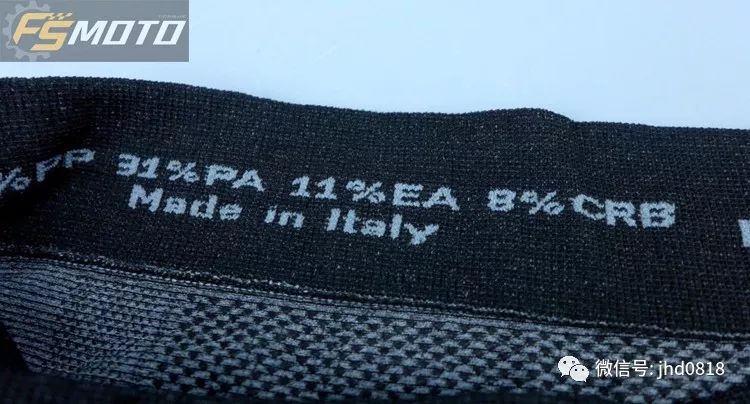 FSMOTO
%PP 31%PA 11%EA 8%CRB
Made in Italy
微信号: jhd0818